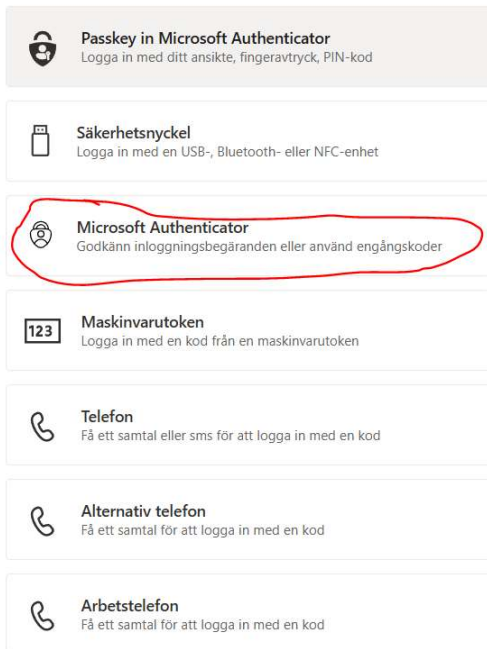 Passkey in Microsoft Authenticator
Logga in med ditt ansikte, fingeravtryck, PIN-kod
Säkerhetsnyckel
Logga in med en USB-, Bluetooth- eller NFC-enhet
Microsoft Authenticator
Godkänn inloggningsbegäranden eller använd engångskoder
123
Maskinvarutoken
Logga in med en kod från en maskinvarutoken
Telefon
Få ett samtal eller sms för att logga in med en kod
Alternativ telefon
Få ett samtal för att logga in med en kod
Arbetstelefon
Få ett samtal för att logga in med en kod